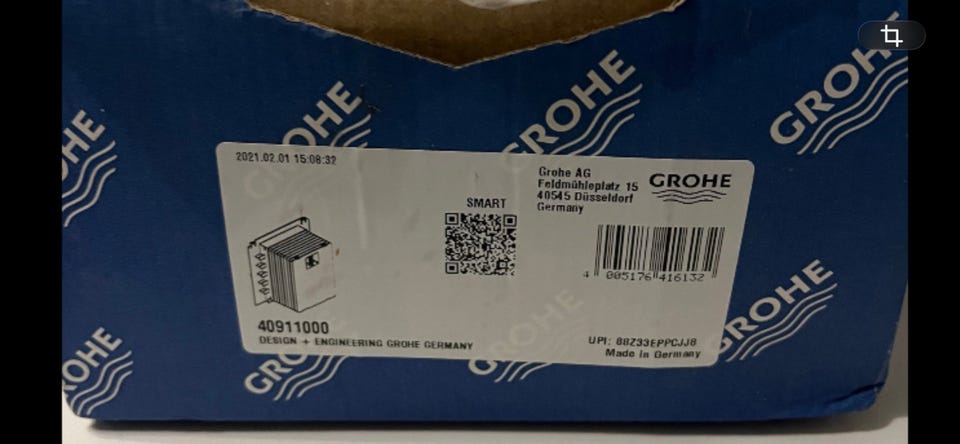 GROHE
GROHE
GROHE
GROHE
2021.02.01 15:08:32
Grohe AG
Feldmühleplatz 15
40545 Düsseldorf
Germany
GROHE
SMART
4 005176 416132
40911000
DESIGN + ENGINEERING GROHE GERMANY
UPI: 88Z33EPPCJJ8
Made in Germany
GROHE
GROHE
GROHE
GROHE